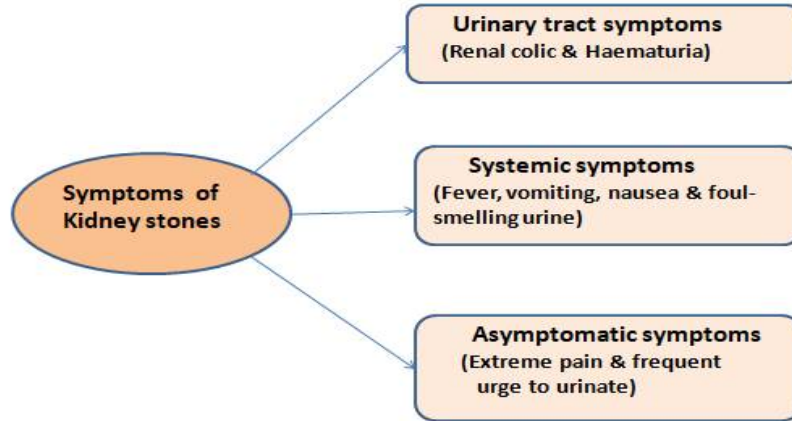 Urinary tract symptoms
(Renal colic & Haematuria)
Symptoms of
Kidney stones
Systemic symptoms
(Fever, vomiting, nausea & foul-
smelling urine)
Asymptomatic symptoms
(Extreme pain & frequent
urge to urinate)